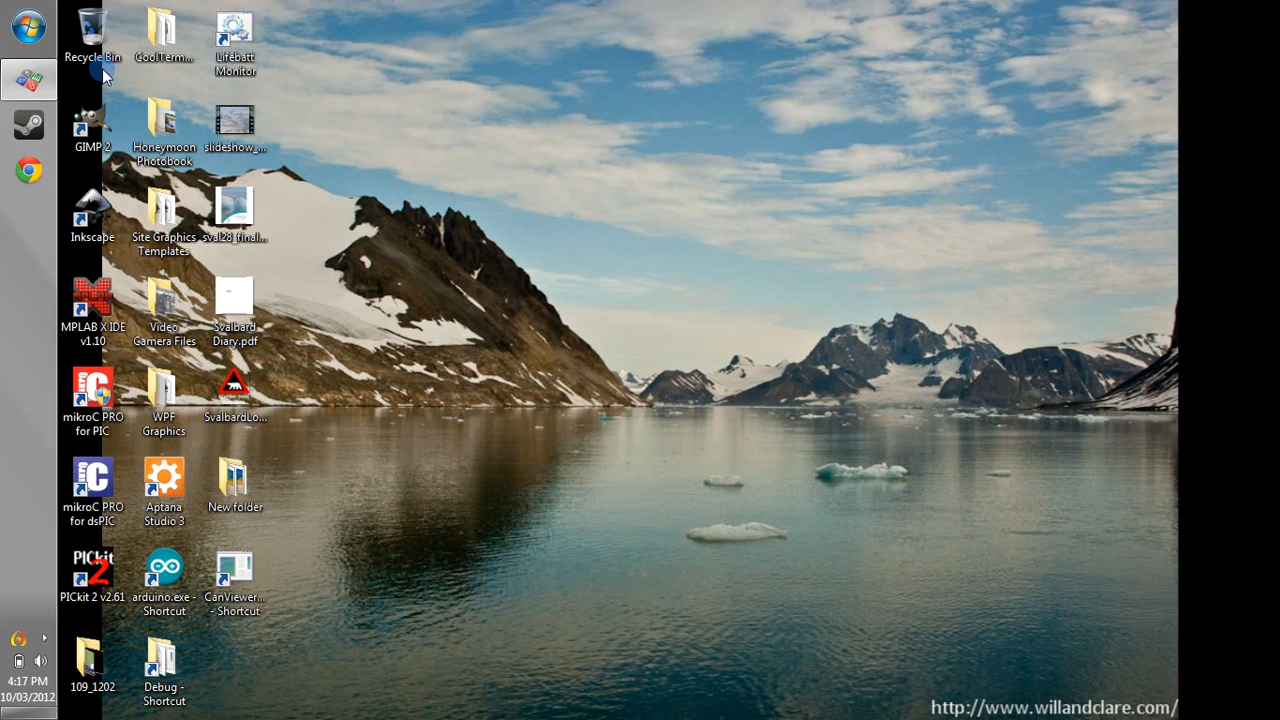 Recycle Bin
CoolTerm...
Lifebatt
Monitor
GIMP 2
Honeymoon
Photobook
slideshow_...
Inkscape
Site Graphics
Templates
sval28_final...
MPLAB X IDE
v1.10
Video
Camera Files
Svalbard
Diary.pdf
mikroC PRO
for PIC
WPF
Graphics
SvalbardLo...
mikroC PRO
for dsPIC
Aptana
Studio 3
New folder
PICkit
2
PICkit 2 v2.61
arduino.exe -
Shortcut
CanViewer...
- Shortcut
109_1202
Debug -
Shortcut
4:17 PM
10/03/2012
http://www.willandclare.com/